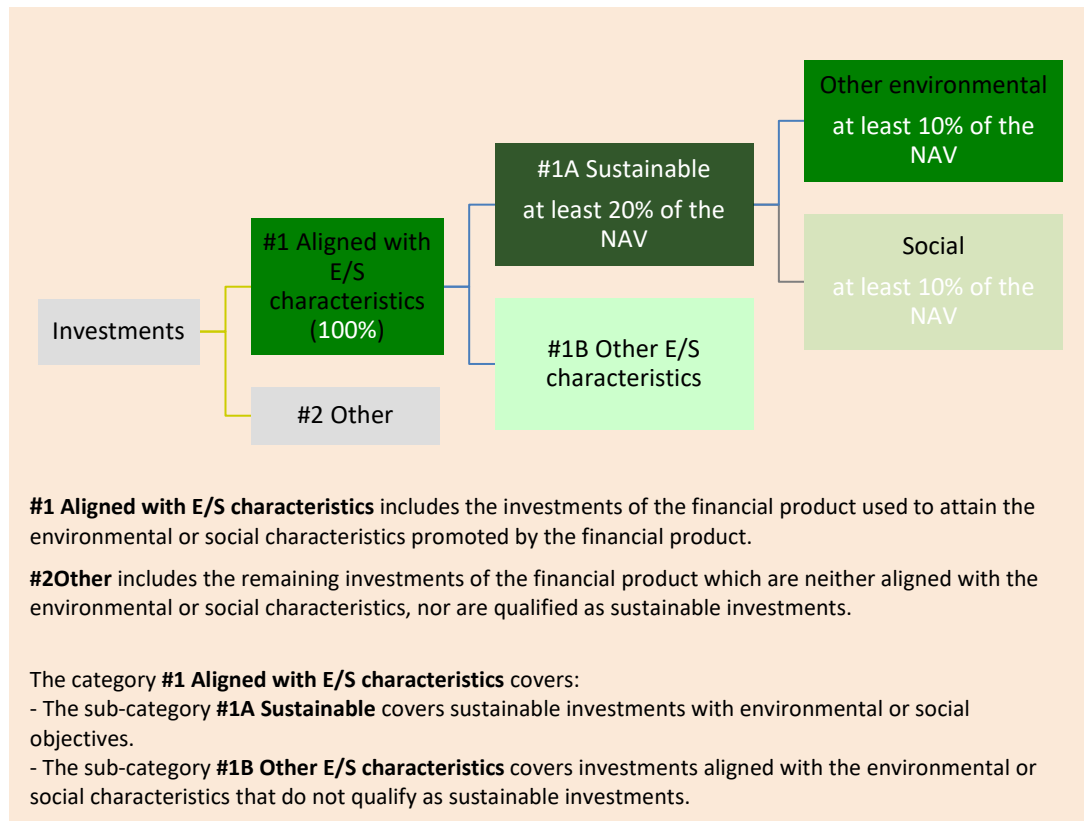 Other environmental
at least 10% of the
NAV
#1A Sustainable
at least 20% of the
NAV
#1 Aligned with
E/S
characteristics
(100%)
Social
at least 10% of the
NAV
Investments
#1B Other E/S
characteristics
#2 Other
#1 Aligned with E/S characteristics includes the investments of the financial product used to attain the
environmental or social characteristics promoted by the financial product.
#2Other includes the remaining investments of the financial product which are neither aligned with the
environmental or social characteristics, nor are qualified as sustainable investments.
The category #1 Aligned with E/S characteristics covers:
- The sub-category #1A Sustainable covers sustainable investments with environmental or social
objectives.
- The sub-category #1B Other E/S characteristics covers investments aligned with the environmental or
social characteristics that do not qualify as sustainable investments.